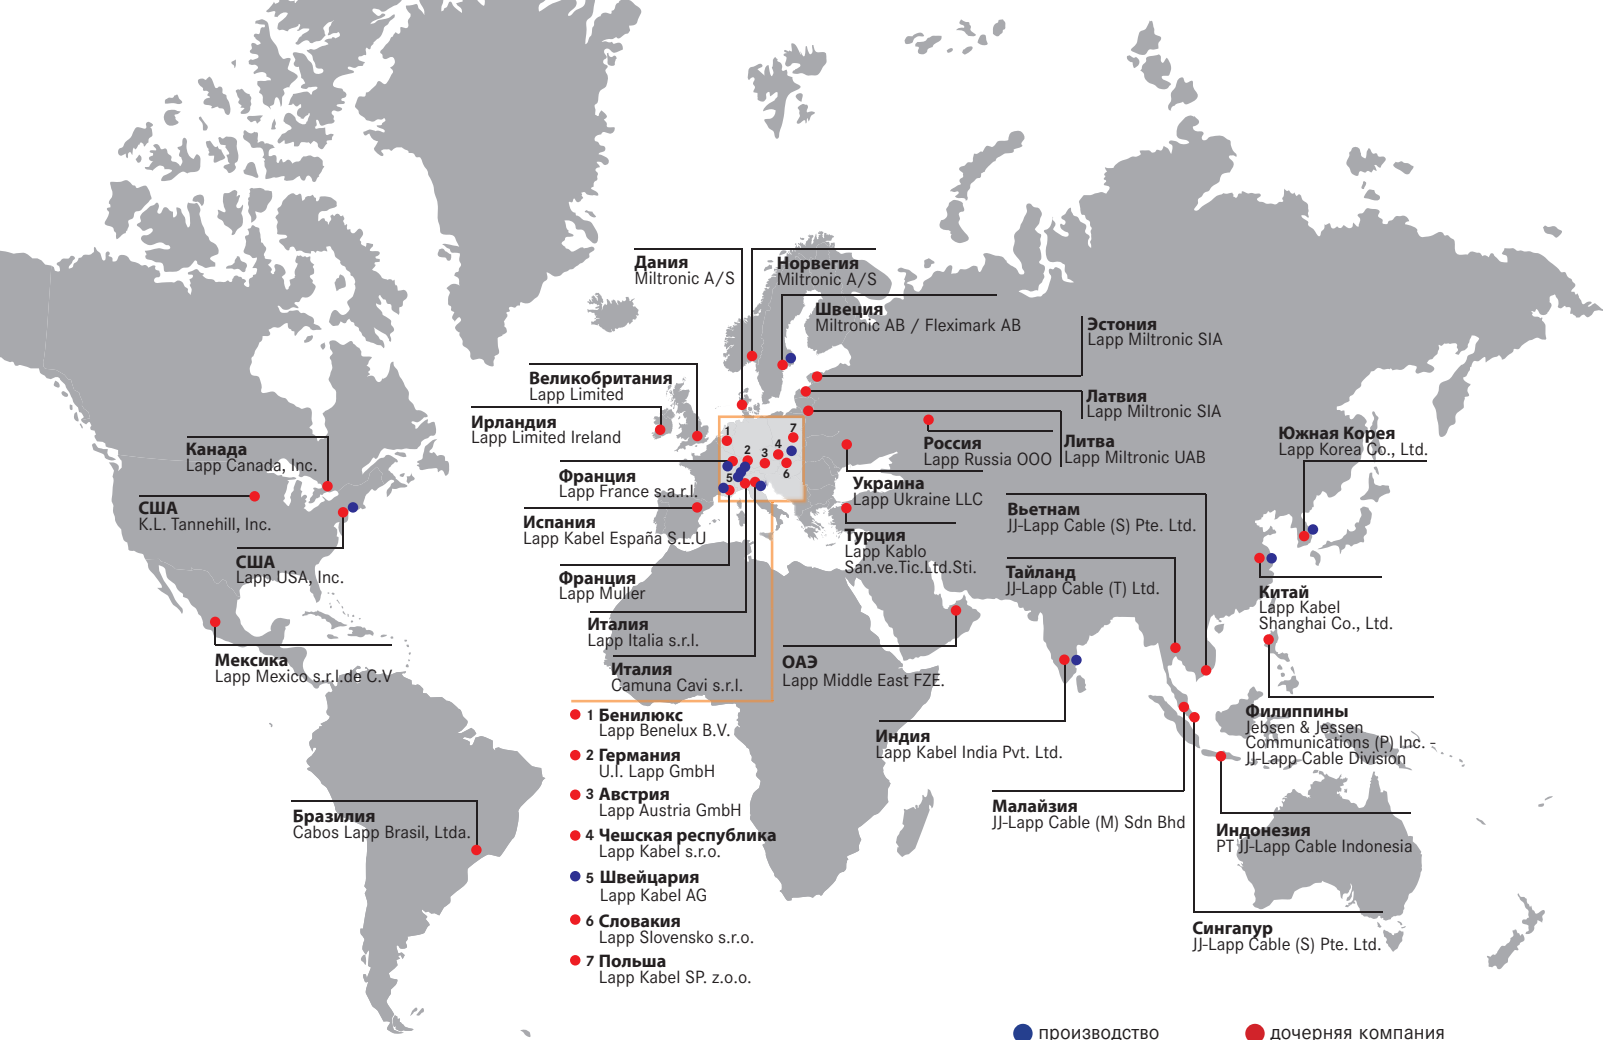 Дания
Miltronic A/S
Норвегия
Miltronic A/S
Швеция
Miltronic AB / Fleximark AB
Эстония
Lapp Miltronic SIA
Великобритания
Lapp Limited
Латвия
Lapp Miltronic SIA
Ирландия
Lapp Limited Ireland
Россия
Lapp Russia OOO
Литва
Lapp Miltronic UAB
Южная Корея
Lapp Korea Co., Ltd.
Канада
Lapp Canada, Inc.
Франция
Lapp France s.a.r.l.
Украина
Lapp Ukraine LLC
США
K.L. Tannehill, Inc.
Испания
Lapp Kabel España S.L.U
Вьетнам
JJ-Lapp Cable (S) Pte. Ltd.
Турция
Lapp Kablo
San.ve.Tic.Ltd.Sti.
США
Lapp USA, Inc.
Франция
Lapp Muller
Тайланд
JJ-Lapp Cable (T) Ltd.
Китай
Lapp Kabel
Shanghai Co., Ltd.
Италия
Lapp Italia s.r.l.
Мексика
Lapp Mexico s.r.l.de C.V
Италия
Camuna Cavi s.r.l.
ОАЭ
Lapp Middle East FZE.
1
7
2
3
4
5
6
Филиппины
Jebsen & Jessen
Communications (P) Inc. -
JJ-Lapp Cable Division
Индия
Lapp Kabel India Pvt. Ltd.
Малайзия
JJ-Lapp Cable (M) Sdn Bhd
Бразилия
Cabos Lapp Brasil, Ltda.
Индонезия
PT JJ-Lapp Cable Indonesia
Сингапур
JJ-Lapp Cable (S) Pte. Ltd.
1 Бенилюкс
Lapp Benelux B.V.
2 Германия
U.I. Lapp GmbH
3 Австрия
Lapp Austria GmbH
4 Чешская республика
Lapp Kabel s.r.o.
5 Швейцария
Lapp Kabel AG
6 Словакия
Lapp Slovensko s.r.o.
7 Польша
Lapp Kabel SP. z.o.o.
производство
дочерняя компания